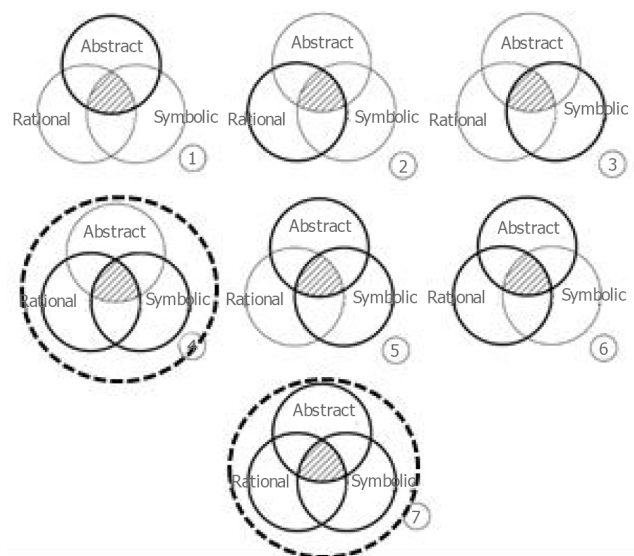 Abstract
Rational
Symbolic
1
Abstract
Rational
Symbolic
2
Abstract
Rational
Symbolic
3
Abstract
Rational
Symbolic
4
Abstract
Rational
Symbolic
5
Abstract
Rational
Symbolic
6
Abstract
Rational
Symbolic
7